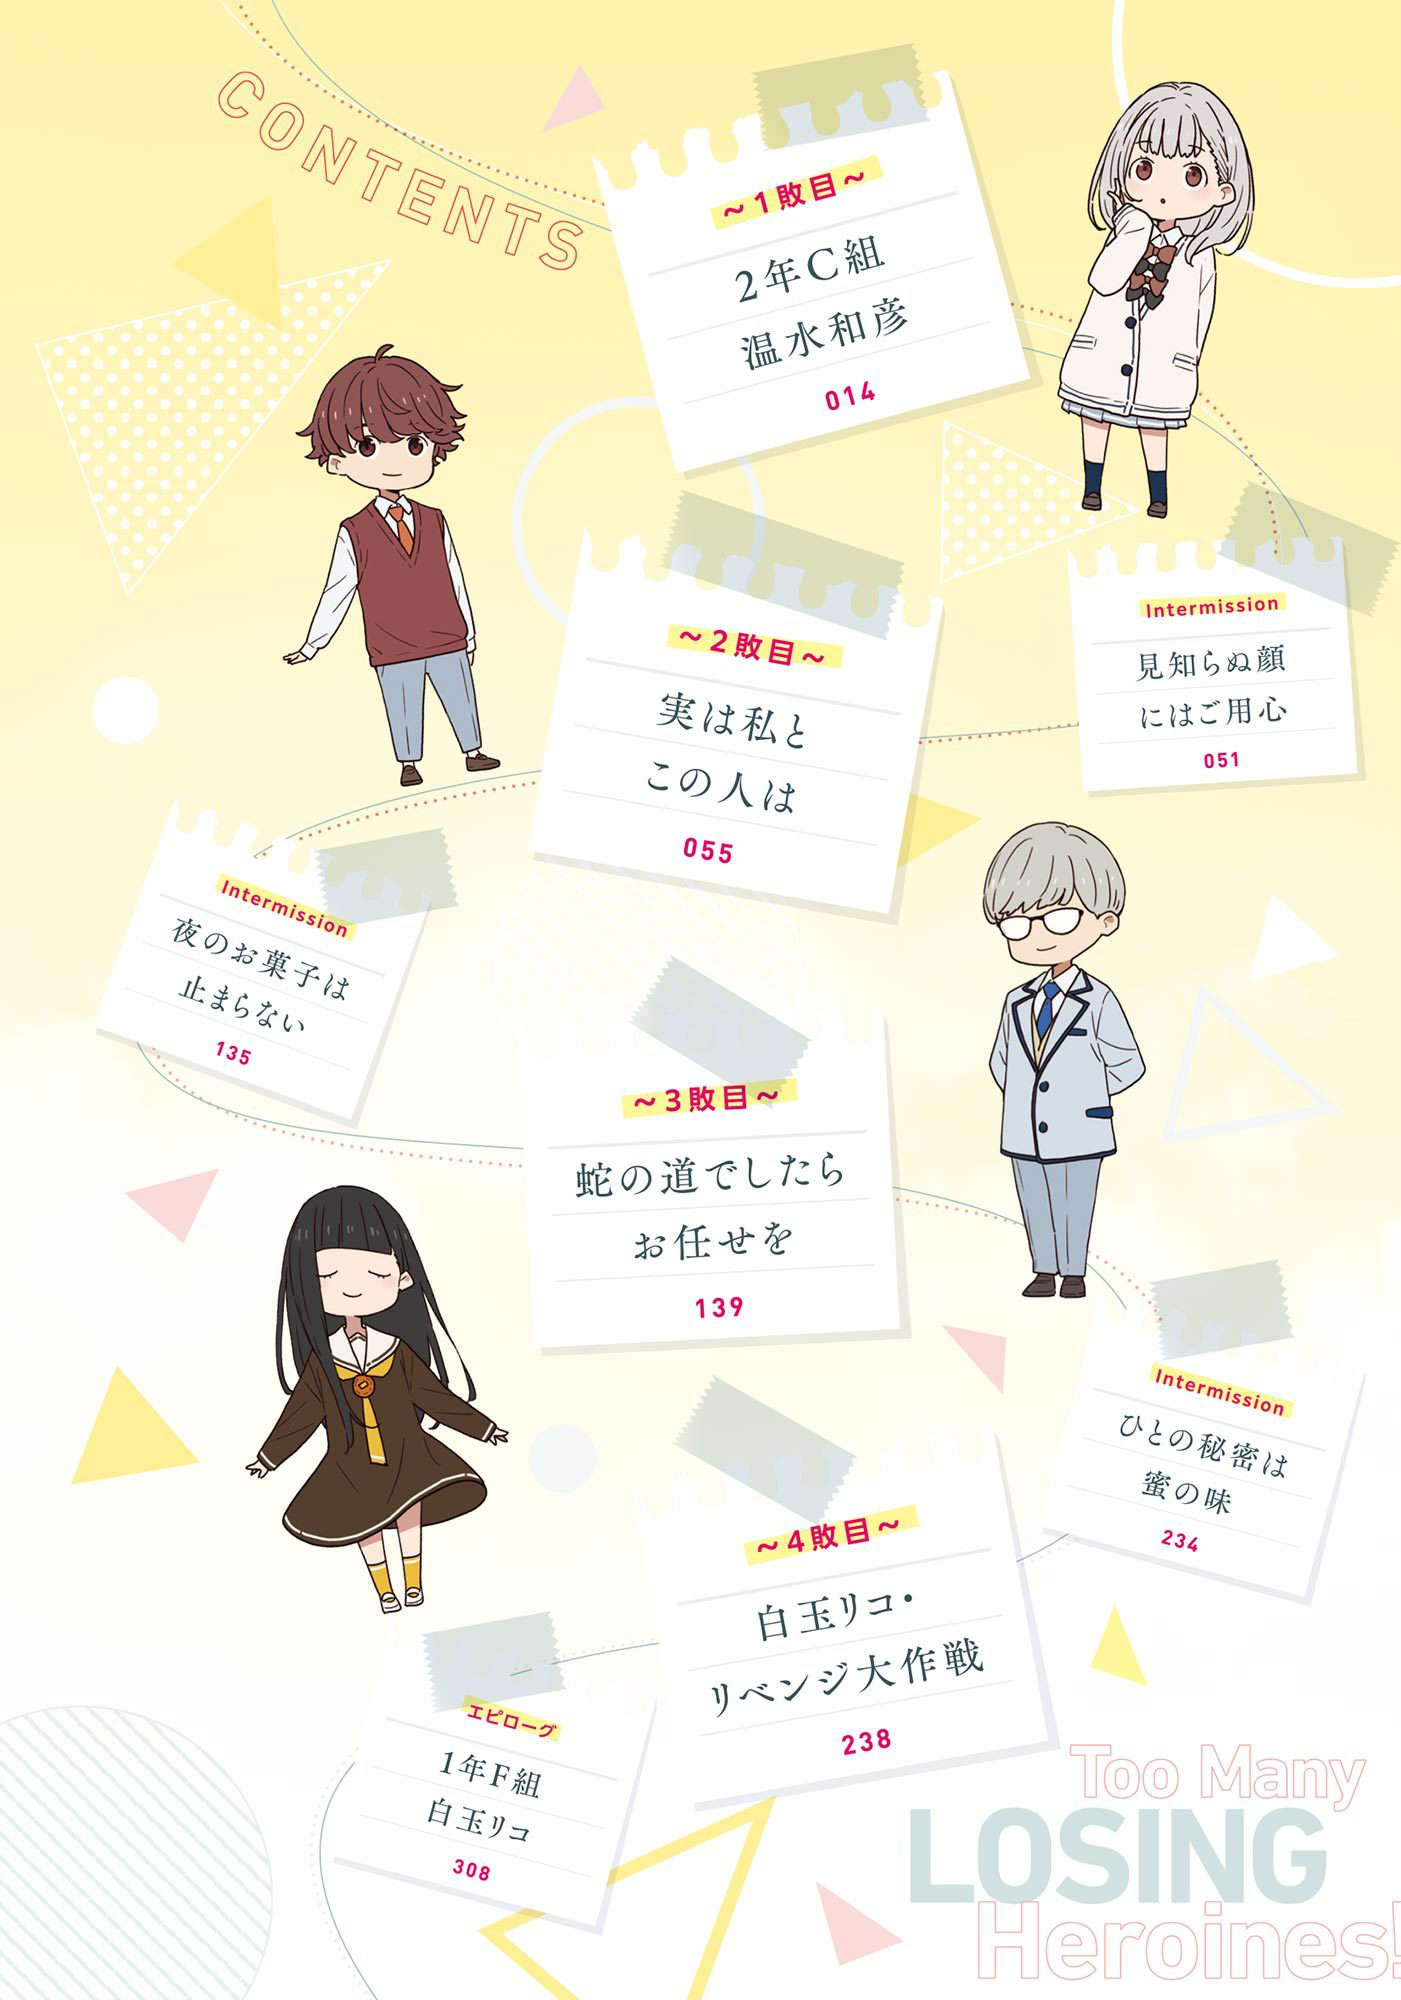 CONTENTS
～1敗目～
2年C組
温水和彦
014
Intermission
見知らぬ顔
にはご用心
051
～2敗目～
実は私と
この人は
055
Intermission
夜のお菓子は
止まらない
135
～3敗目～
蛇の道でしたら
お任せを
139
Intermission
ひとの秘密は
蜜の味
234
～4敗目～
白玉リコ・
リベンジ大作戦
238
エピローグ
1年F組
白玉リコ
308
Too Many
LOSING
Heroines!